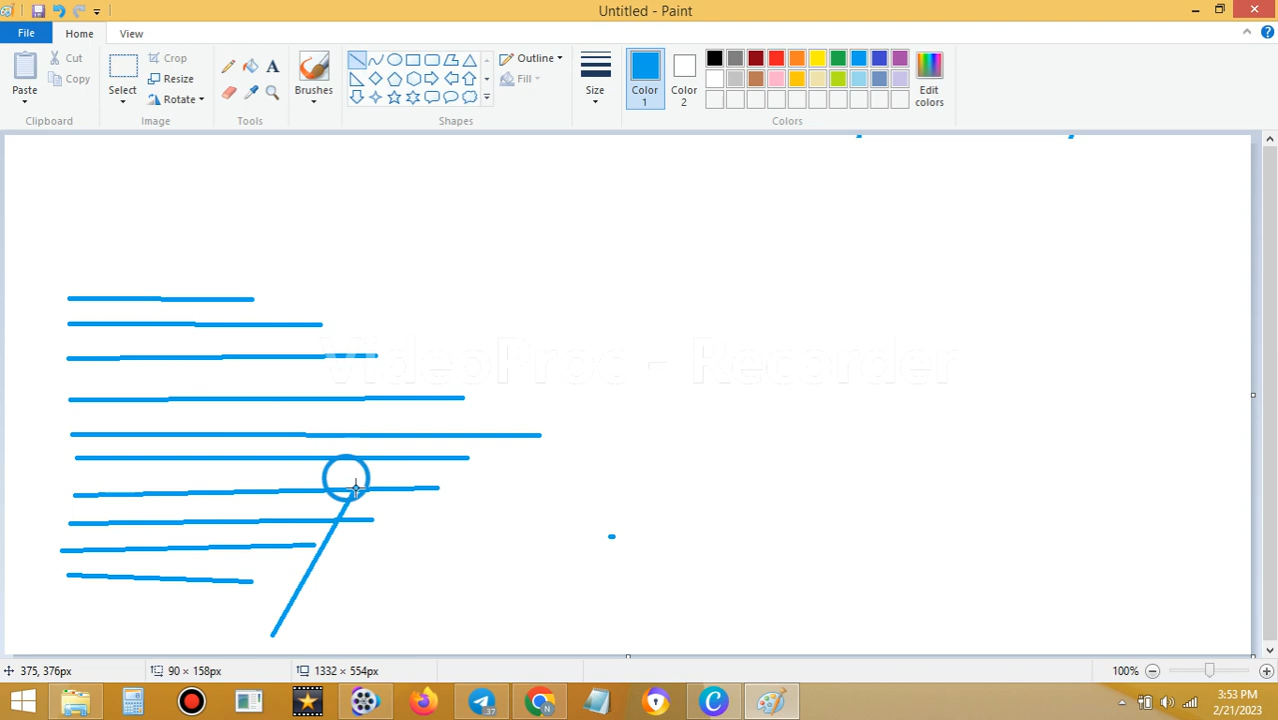 Untitled - Paint
File
Home
View
Paste
Cut
Copy
Select
Crop
Resize
Rotate
A
Brushes
Outline
Fill
Size
Color 1
Color 2
Edit colors
Clipboard
Image
Tools
Shapes
Colors
VideoProc - Recorder
375, 376px
90 × 158px
1332 × 554px
100%
37
N
C
3:53 PM
2/21/2023